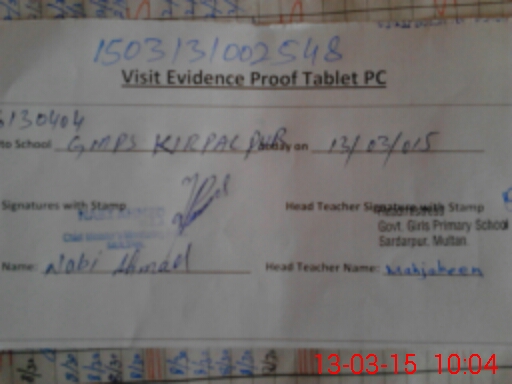 1503131002548
Visit Evidence Proof Tablet PC
130404
to School GMPS KIRPAL PUR on 13/03/015
Signatures with Stamp
Head Teacher Signature with Stamp
Govt. Girls Primary School
Sardarpur, Multan.
Name: Nabi Ahmad
Head Teacher Name: Mahjabeen
13-03-15 10:04